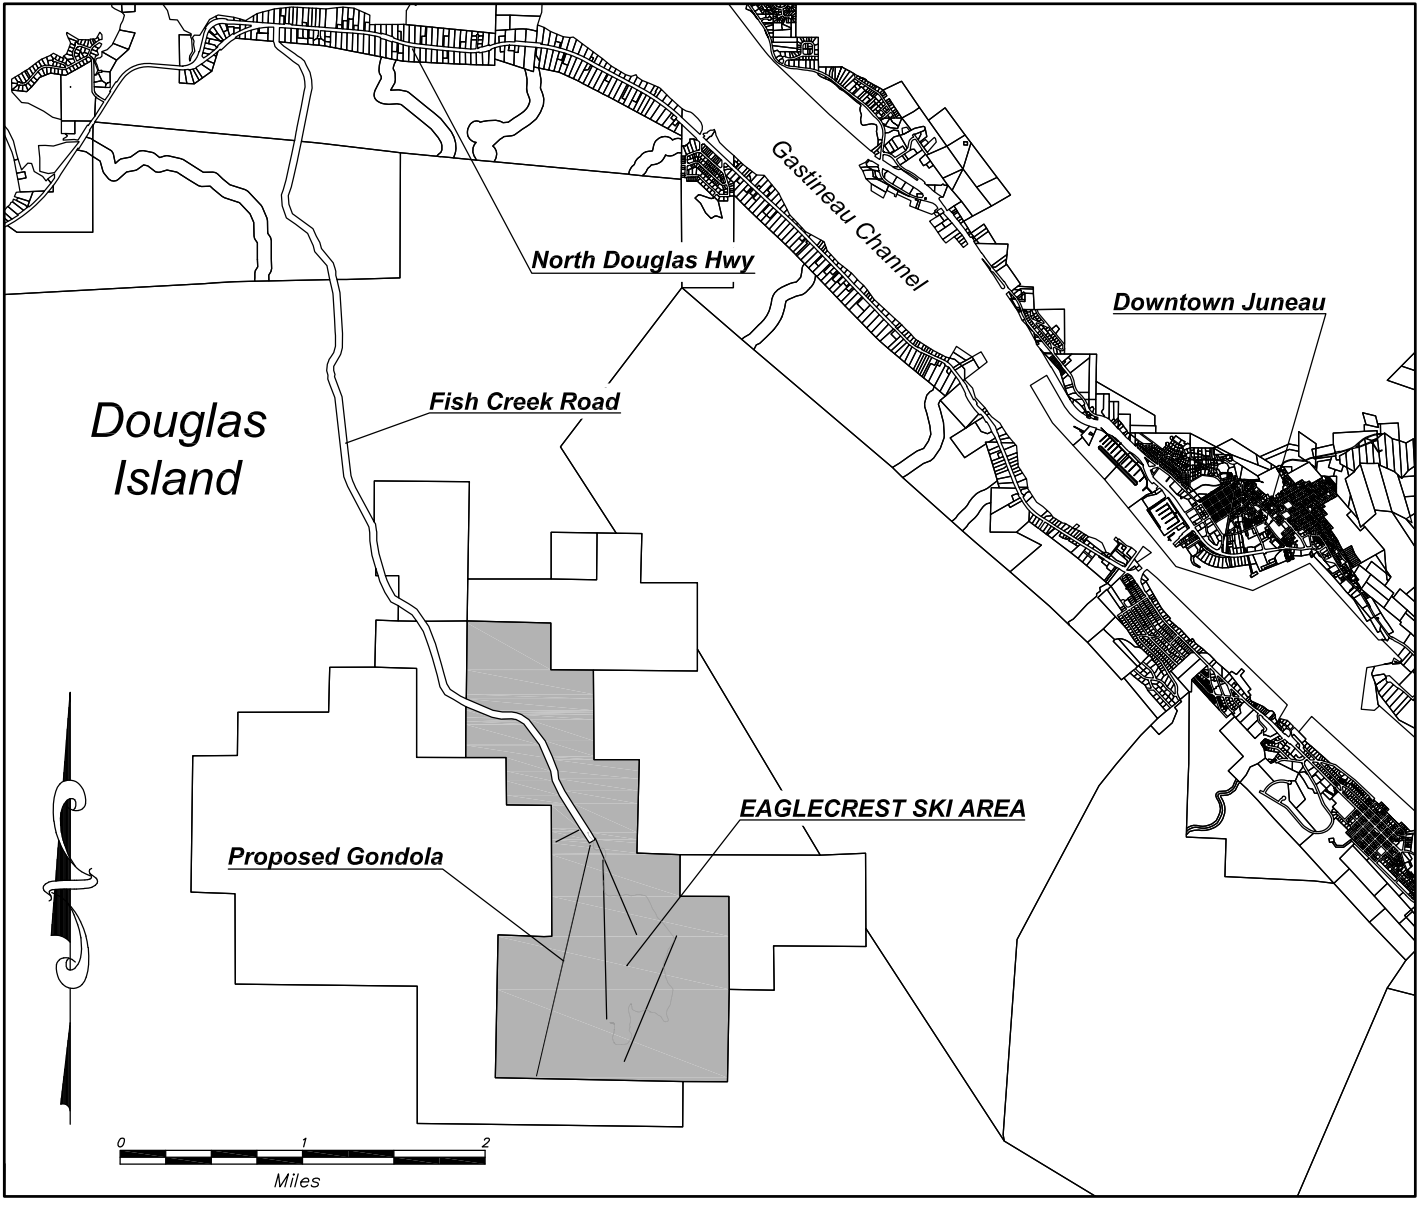 Gastineau Channel
North Douglas Hwy
Downtown Juneau
Fish Creek Road
Douglas
Island
EAGLECREST SKI AREA
Proposed Gondola
0 1 2
Miles